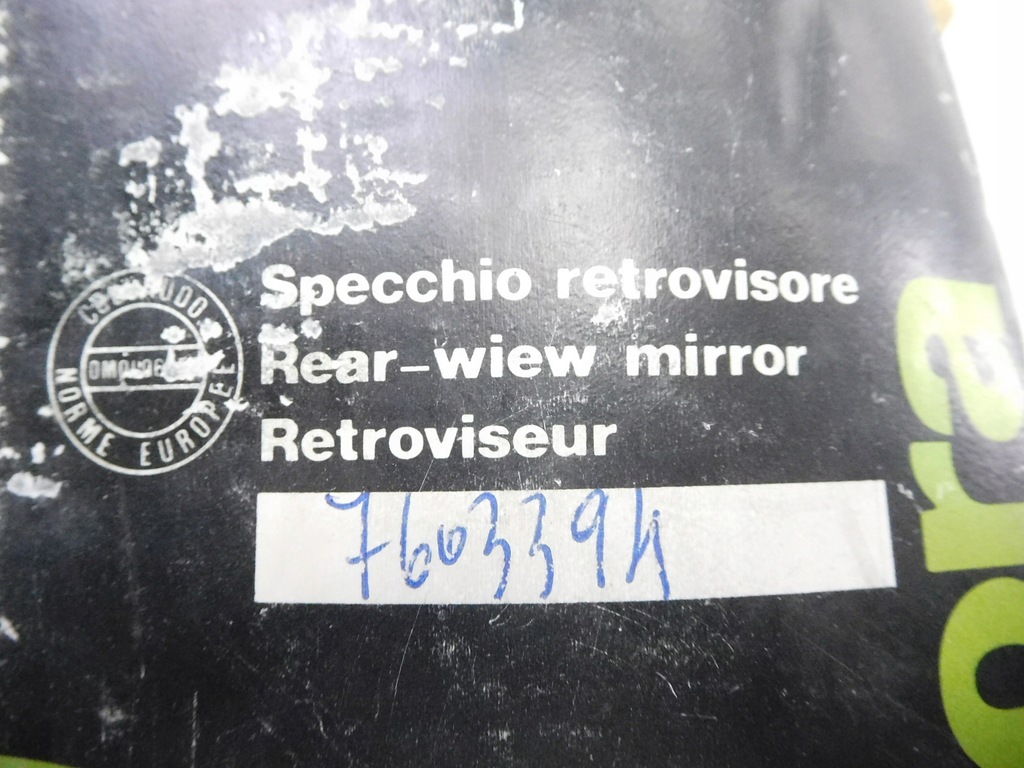 Specchio retrovisore
Rear-wiew mirror
Retroviseur
7603394
NORME EUROPEE